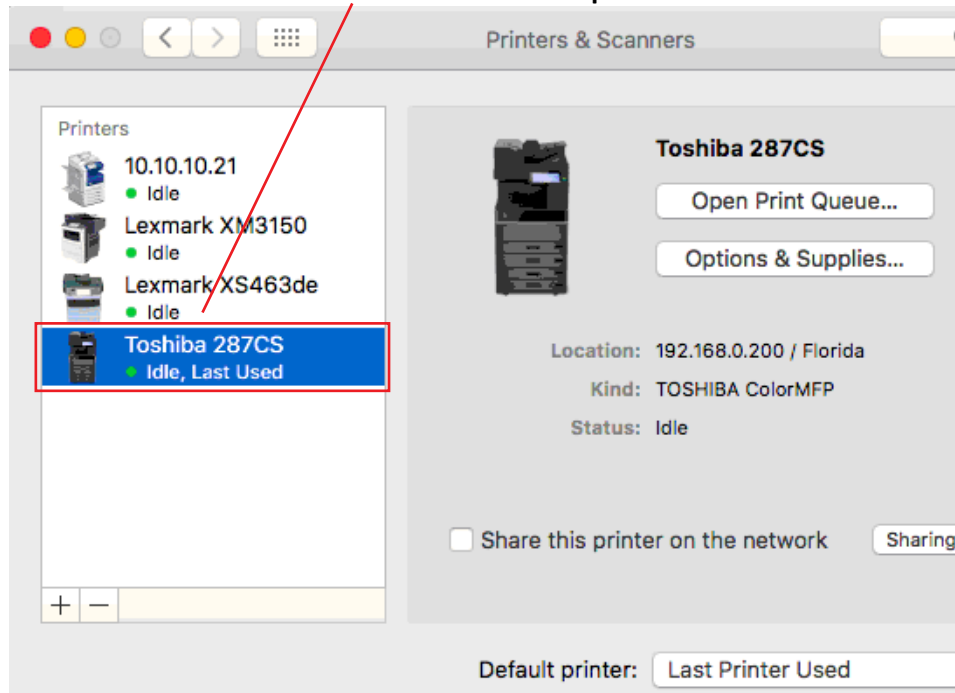 Printers & Scanners
Printers
10.10.10.21
Idle
Lexmark XM3150
Idle
Lexmark XS463de
Idle
Toshiba 287CS
Idle, Last Used
Toshiba 287CS
Open Print Queue...
Options & Supplies...
Location: 192.168.0.200 / Florida
Kind: TOSHIBA ColorMFP
Status: Idle
Share this printer on the network
Sharing
+ −
Default printer: Last Printer Used